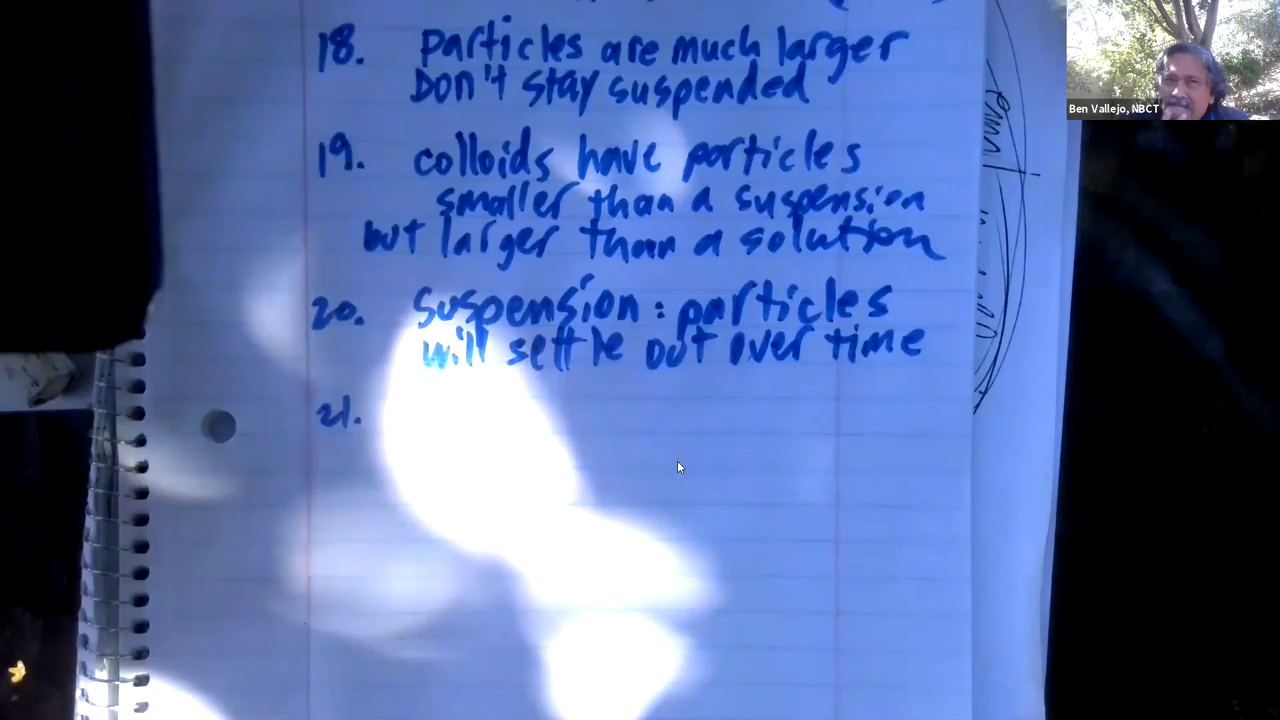 18. particles are much larger
Don't stay suspended
19. colloids have particles
smaller than a suspension
but larger than a solution
20. Suspension: particles
will settle out over time
21.
Ben Vallejo, NBCT